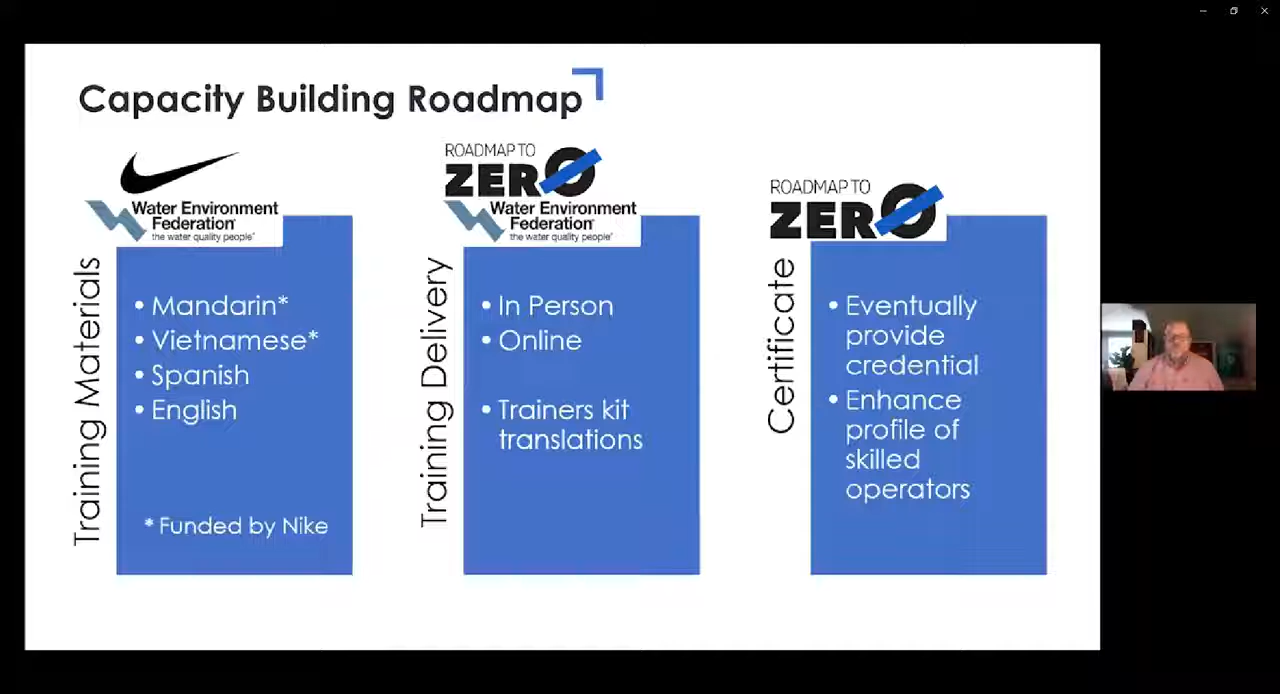 Capacity Building Roadmap
Water Environment
Federation
the water quality people®
Training Materials
• Mandarin*
• Vietnamese*
• Spanish
• English
* Funded by Nike
ROADMAP TO
ZERO
Water Environment
Federation
the water quality people®
Training Delivery
• In Person
• Online
• Trainers kit
translations
ROADMAP TO
ZERO
Certificate
• Eventually
provide
credential
• Enhance
profile of
skilled
operators